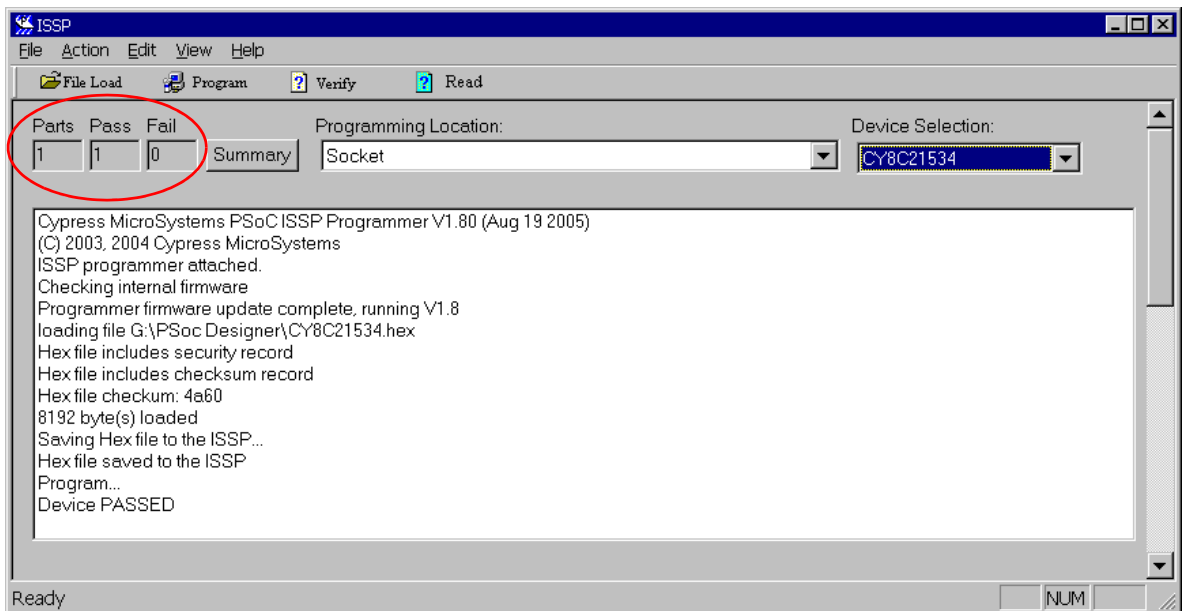 ISSP
File Action Edit View Help
File Load Program Verify Read
Parts Pass Fail Programming Location: Device Selection:
1 1 0 Summary Socket CY8C21534
Cypress MicroSystems PSoC ISSP Programmer V1.80 (Aug 19 2005)
(C) 2003, 2004 Cypress MicroSystems
ISSP programmer attached.
Checking internal firmware
Programmer firmware update complete, running V1.8
loading file G:\PSoc Designer\CY8C21534.hex
Hex file includes security record
Hex file includes checksum record
Hex file checkum: 4a60
8192 byte(s) loaded
Saving Hex file to the ISSP...
Hex file saved to the ISSP
Program...
Device PASSED
Ready NUM